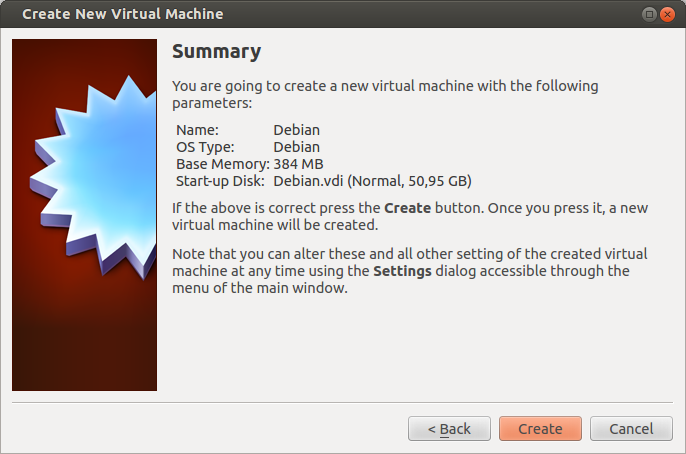 Create New Virtual Machine
Summary
You are going to create a new virtual machine with the following
parameters:
Name: Debian
OS Type: Debian
Base Memory: 384 MB
Start-up Disk: Debian.vdi (Normal, 50,95 GB)
If the above is correct press the Create button. Once you press it, a new
virtual machine will be created.
Note that you can alter these and all other setting of the created virtual
machine at any time using the Settings dialog accessible through the
menu of the main window.
< Back
Create
Cancel